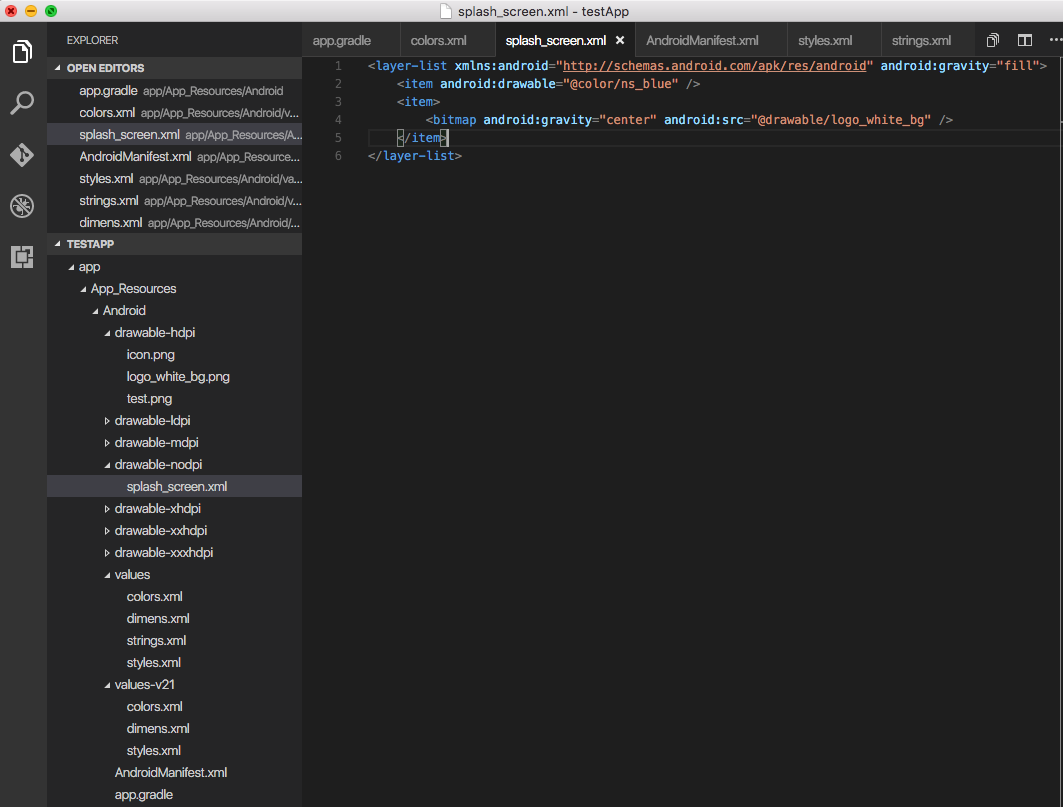 splash_screen.xml - testApp
EXPLORER
OPEN EDITORS
app.gradle app/App_Resources/Android
colors.xml app/App_Resources/Android/v...
splash_screen.xml app/App_Resources/A...
AndroidManifest.xml app/App_Resource...
styles.xml app/App_Resources/Android/va...
strings.xml app/App_Resources/Android/v...
dimens.xml app/App_Resources/Android/...
TESTAPP
app
App_Resources
Android
drawable-hdpi
icon.png
logo_white_bg.png
test.png
drawable-ldpi
drawable-mdpi
drawable-nodpi
splash_screen.xml
drawable-xhdpi
drawable-xxhdpi
drawable-xxxhdpi
values
colors.xml
dimens.xml
strings.xml
styles.xml
values-v21
colors.xml
dimens.xml
styles.xml
AndroidManifest.xml
app.gradle
app.gradle colors.xml splash_screen.xml AndroidManifest.xml styles.xml strings.xml
1 <layer-list xmlns:android="http://schemas.android.com/apk/res/android" android:gravity="fill">
2 <item android:drawable="@color/ns_blue" />
3 <item>
4 <bitmap android:gravity="center" android:src="@drawable/logo_white_bg" />
5 </item>
6 </layer-list>